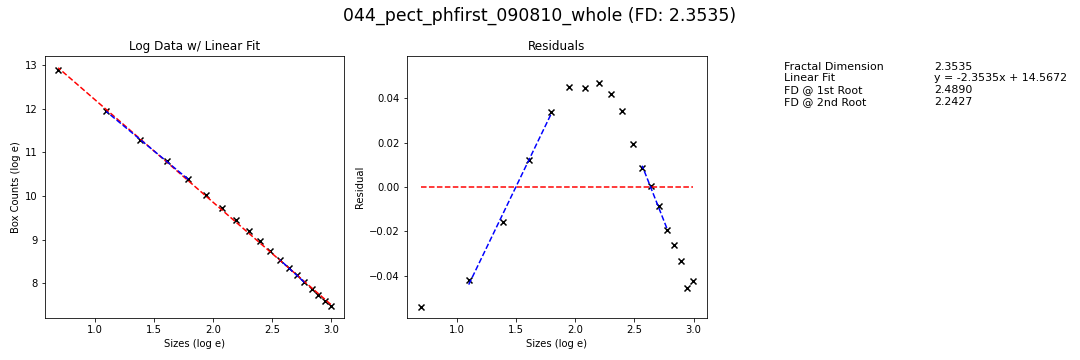 044_pect_phfirst_090810_whole (FD: 2.3535)
Log Data w/ Linear Fit
13
12
11
10
9
8
Box Counts (log e)
1.0 1.5 2.0 2.5 3.0
Sizes (log e)
Residuals
0.04
0.02
0.00
−0.02
−0.04
Residual
1.0 1.5 2.0 2.5 3.0
Sizes (log e)
Fractal Dimension 2.3535
Linear Fit y = -2.3535x + 14.5672
FD @ 1st Root 2.4890
FD @ 2nd Root 2.2427